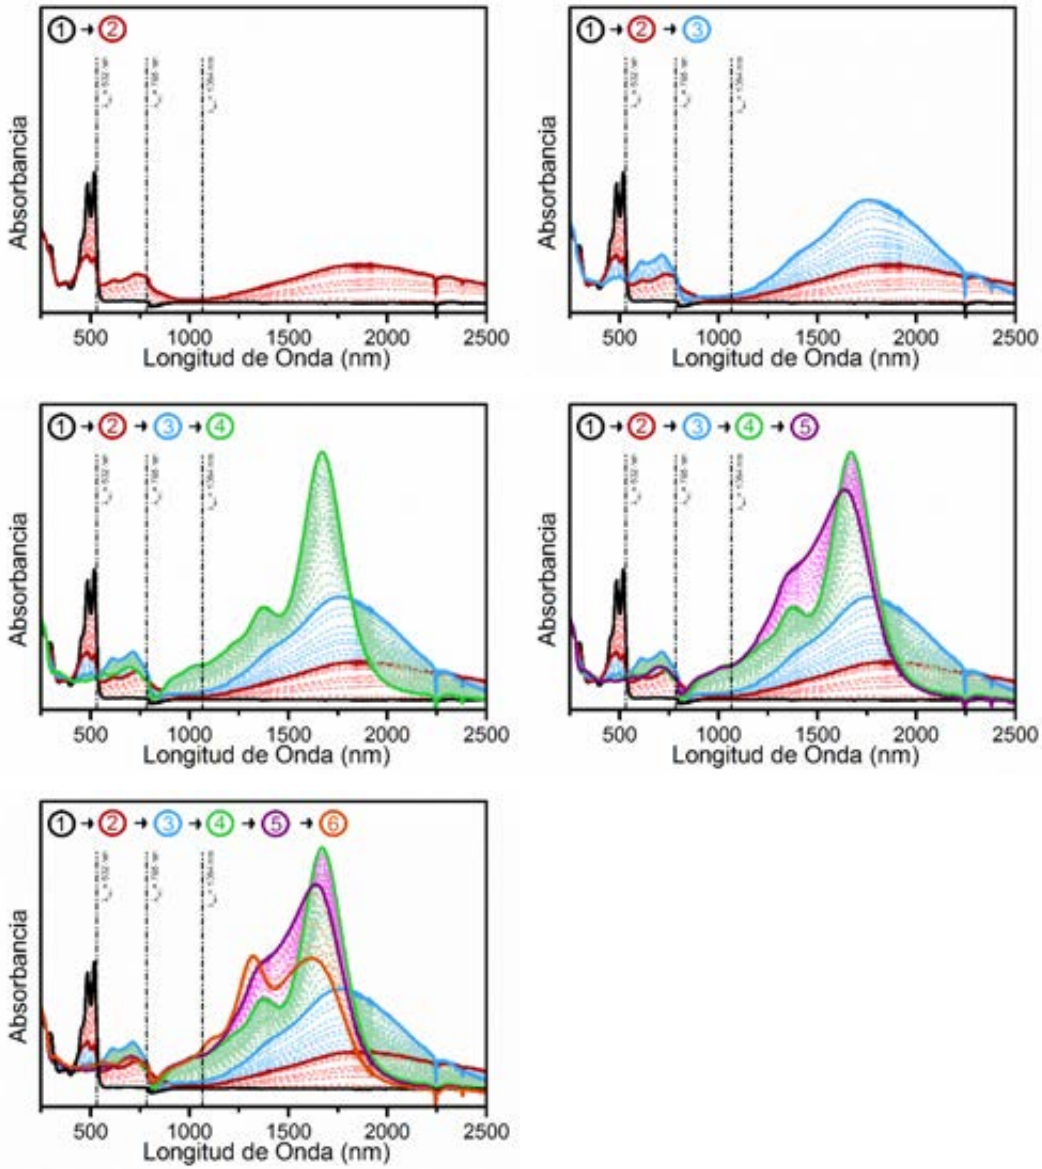 ① → ②
Absorbancia
500 1000 1500 2000 2500
Longitud de Onda (nm)
① → ② → ③
Absorbancia
500 1000 1500 2000 2500
Longitud de Onda (nm)
① → ② → ③ → ④
Absorbancia
500 1000 1500 2000 2500
Longitud de Onda (nm)
① → ② → ③ → ④ → ⑤
Absorbancia
500 1000 1500 2000 2500
Longitud de Onda (nm)
① → ② → ③ → ④ → ⑤ → ⑥
Absorbancia
500 1000 1500 2000 2500
Longitud de Onda (nm)